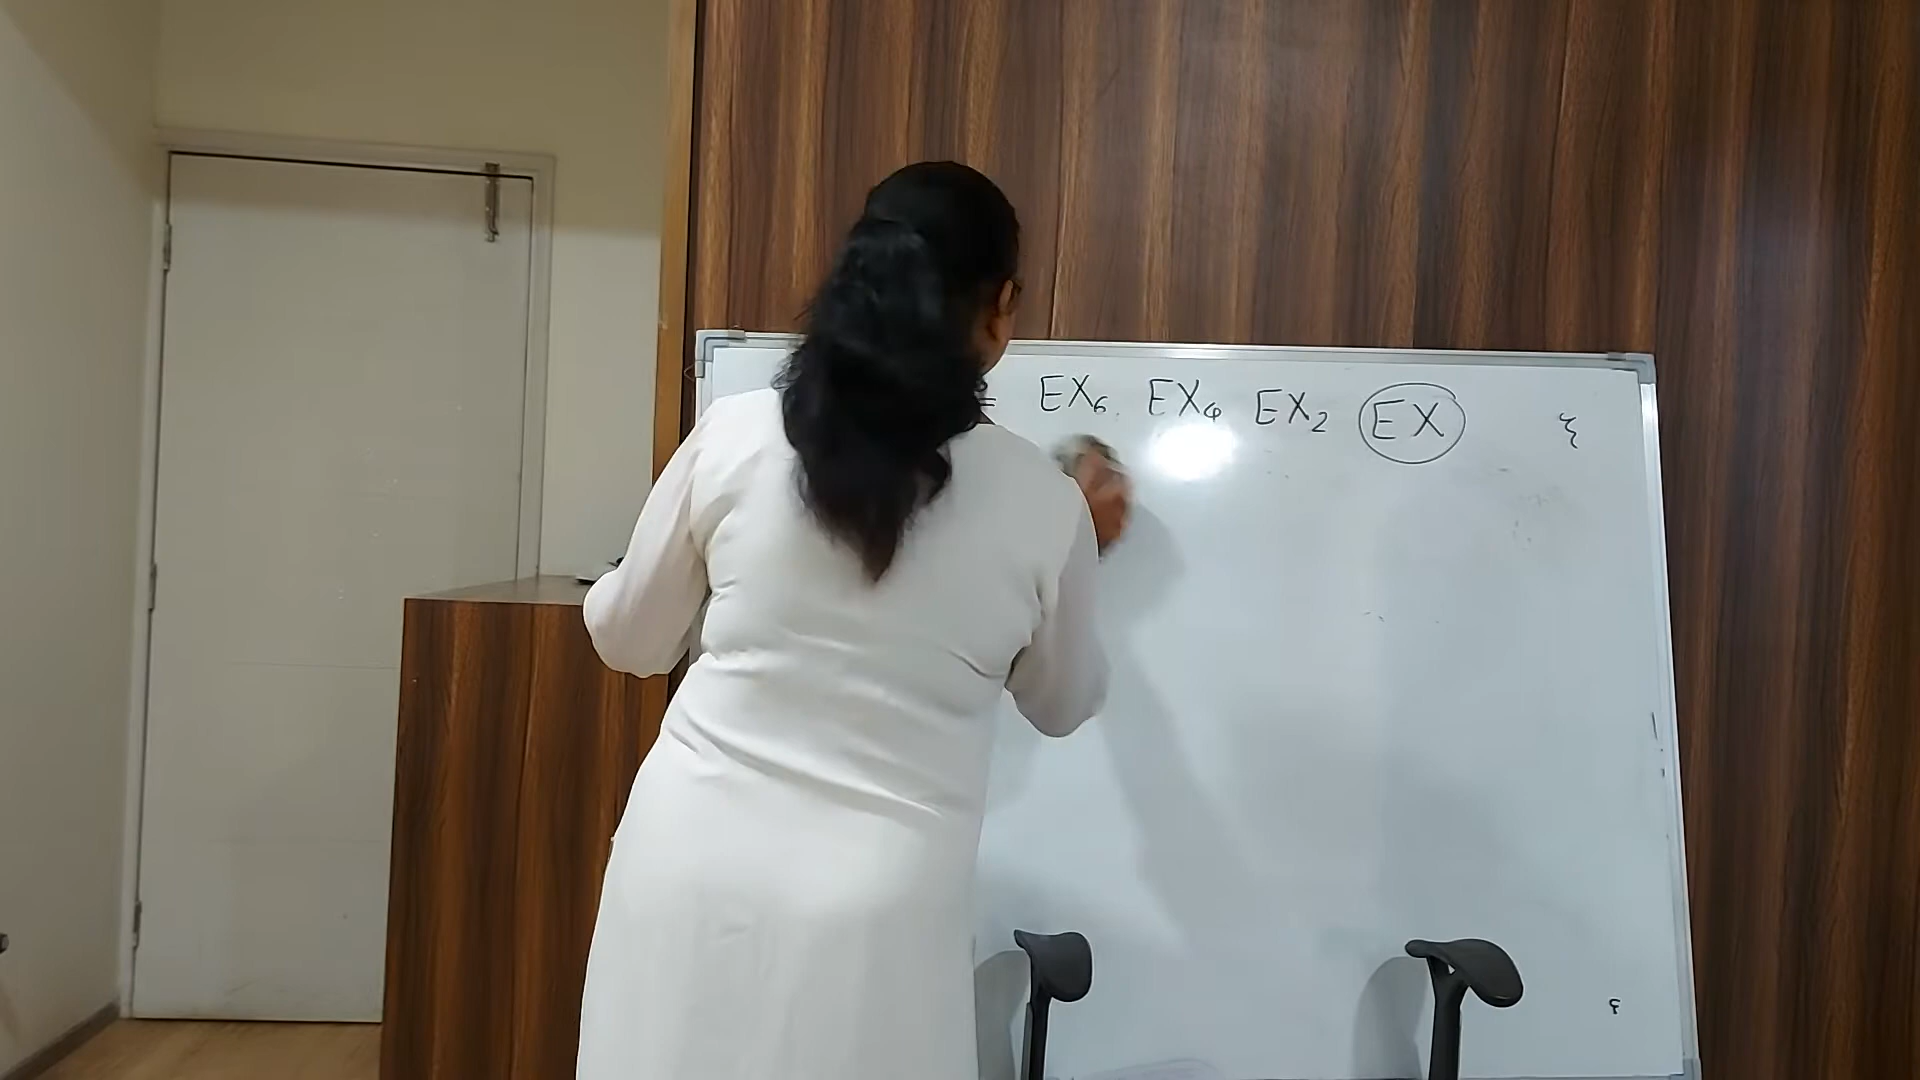 = EX₆ EX₄ EX₂ EX ξ